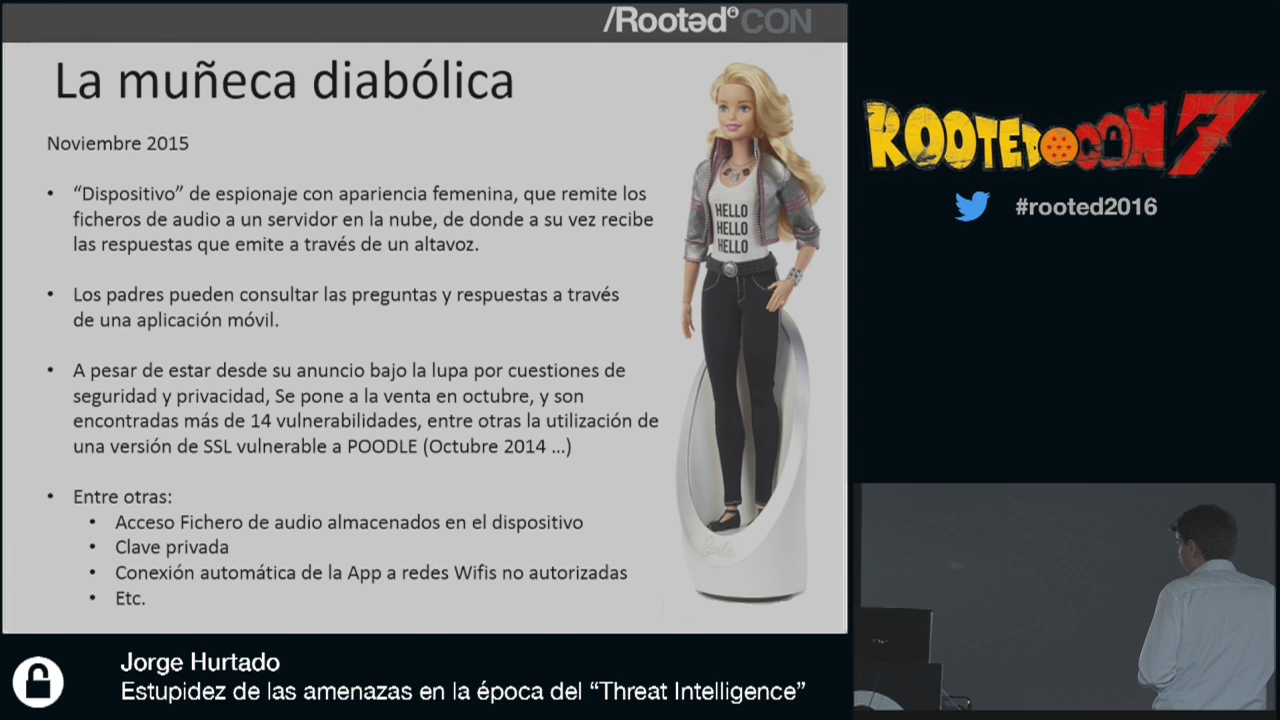 /Rootəd CON
La muñeca diabólica
Noviembre 2015
• “Dispositivo” de espionaje con apariencia femenina, que remite los
ficheros de audio a un servidor en la nube, de donde a su vez recibe
las respuestas que emite a través de un altavoz.
• Los padres pueden consultar las preguntas y respuestas a través
de una aplicación móvil.
• A pesar de estar desde su anuncio bajo la lupa por cuestiones de
seguridad y privacidad, Se pone a la venta en octubre, y son
encontradas más de 14 vulnerabilidades, entre otras la utilización de
una versión de SSL vulnerable a POODLE (Octubre 2014 ...)
• Entre otras:
• Acceso Fichero de audio almacenados en el dispositivo
• Clave privada
• Conexión automática de la App a redes Wifis no autorizadas
• Etc.
HELLO
HELLO
HELLO
Barbie
ROOTEDCON 7
#rooted2016
Jorge Hurtado
Estupidez de las amenazas en la época del “Threat Intelligence”